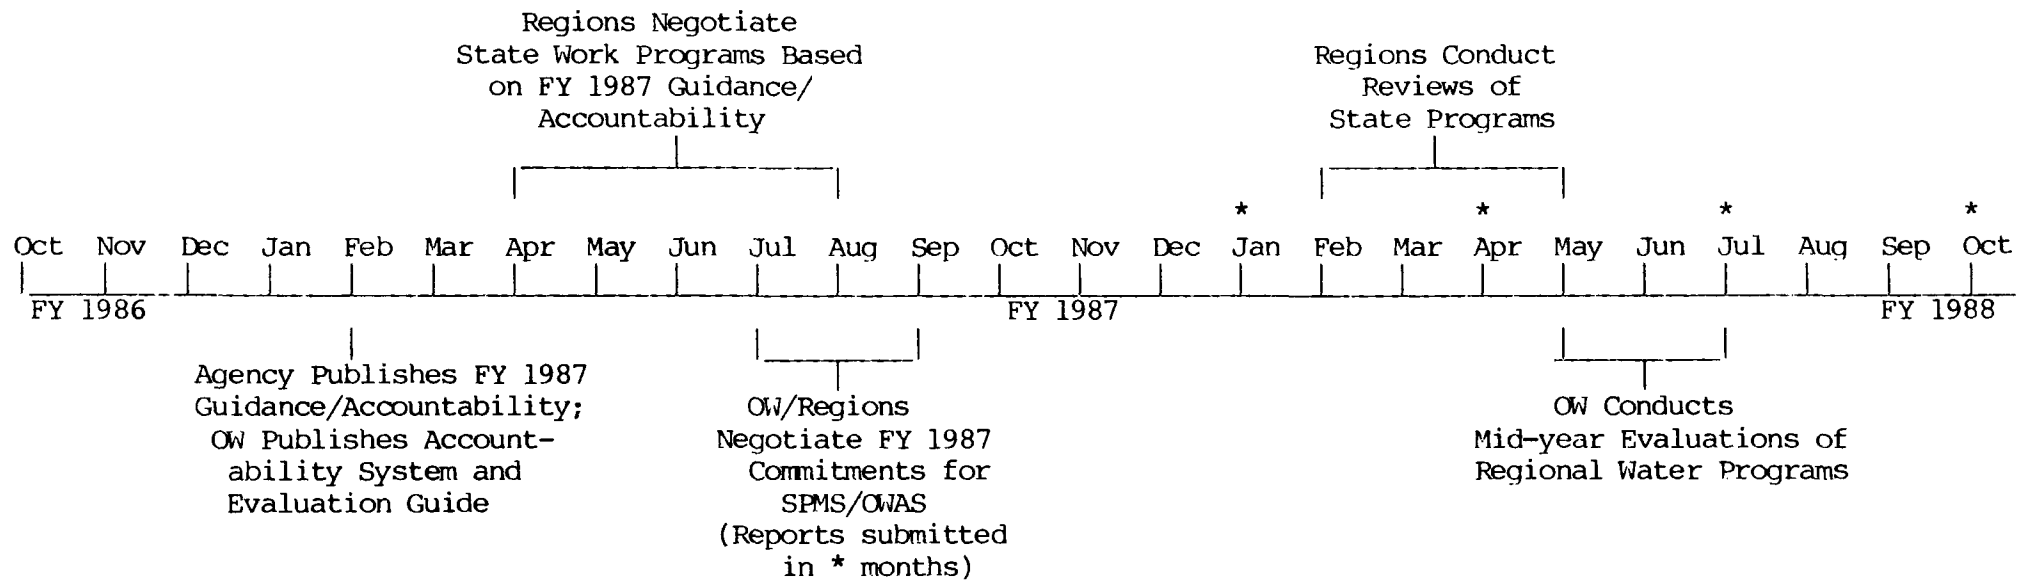 Regions Negotiate
State Work Programs Based
on FY 1987 Guidance/
Accountability
Regions Conduct
Reviews of
State Programs
* * * *
Oct Nov Dec Jan Feb Mar Apr May Jun Jul Aug Sep Oct Nov Dec Jan Feb Mar Apr May Jun Jul Aug Sep Oct
FY 1986 FY 1987 FY 1988
Agency Publishes FY 1987
Guidance/Accountability;
OW Publishes Account-
ability System and
Evaluation Guide
OW/Regions
Negotiate FY 1987
Commitments for
SPMS/OWAS
(Reports submitted
in * months)
OW Conducts
Mid-year Evaluations of
Regional Water Programs